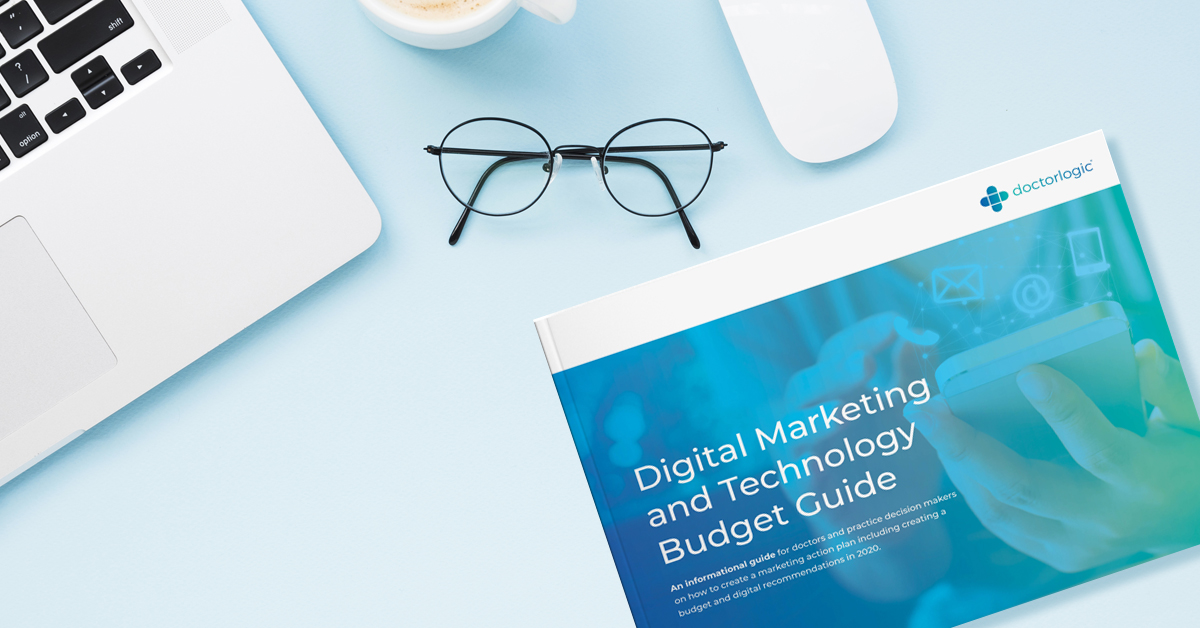 shift
?
/
alt
option
doctorlogic
Digital Marketing
and Technology
Budget Guide
An informational guide for doctors and practice decision makers
on how to create a marketing action plan including creating a
budget and digital recommendations in 2020.